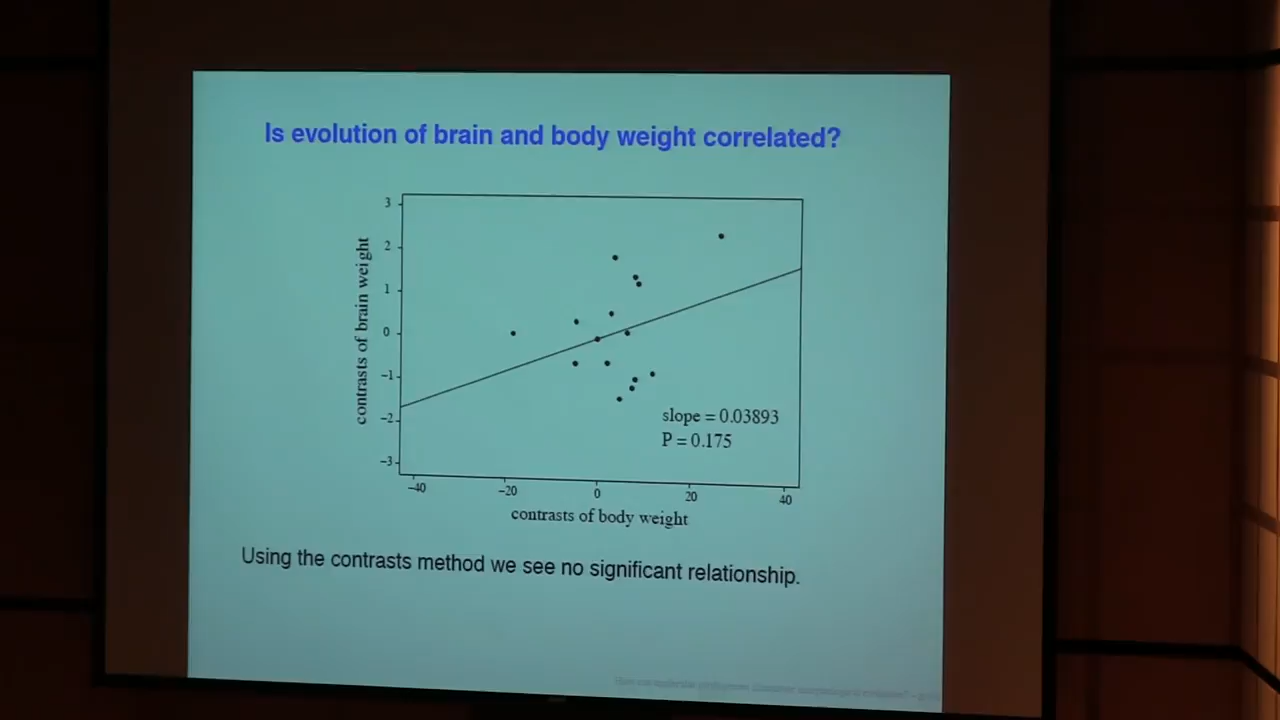 Is evolution of brain and body weight correlated?
3
2
1
0
−1
−2
−3
contrasts of brain weight
slope = 0.03893
P = 0.175
−40
−20
0
20
40
contrasts of body weight
Using the contrasts method we see no significant relationship.